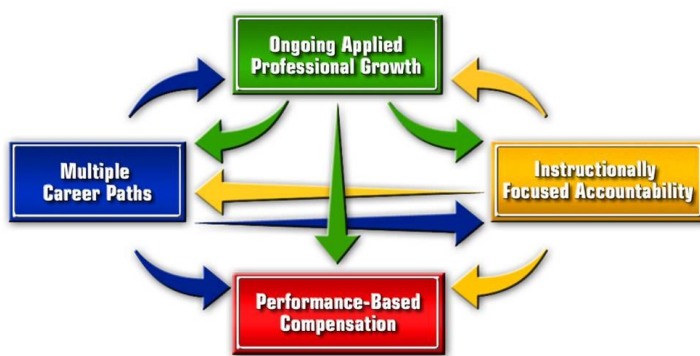 Ongoing Applied
Professional Growth
Multiple
Career Paths
Instructionally
Focused Accountability
Performance-Based
Compensation